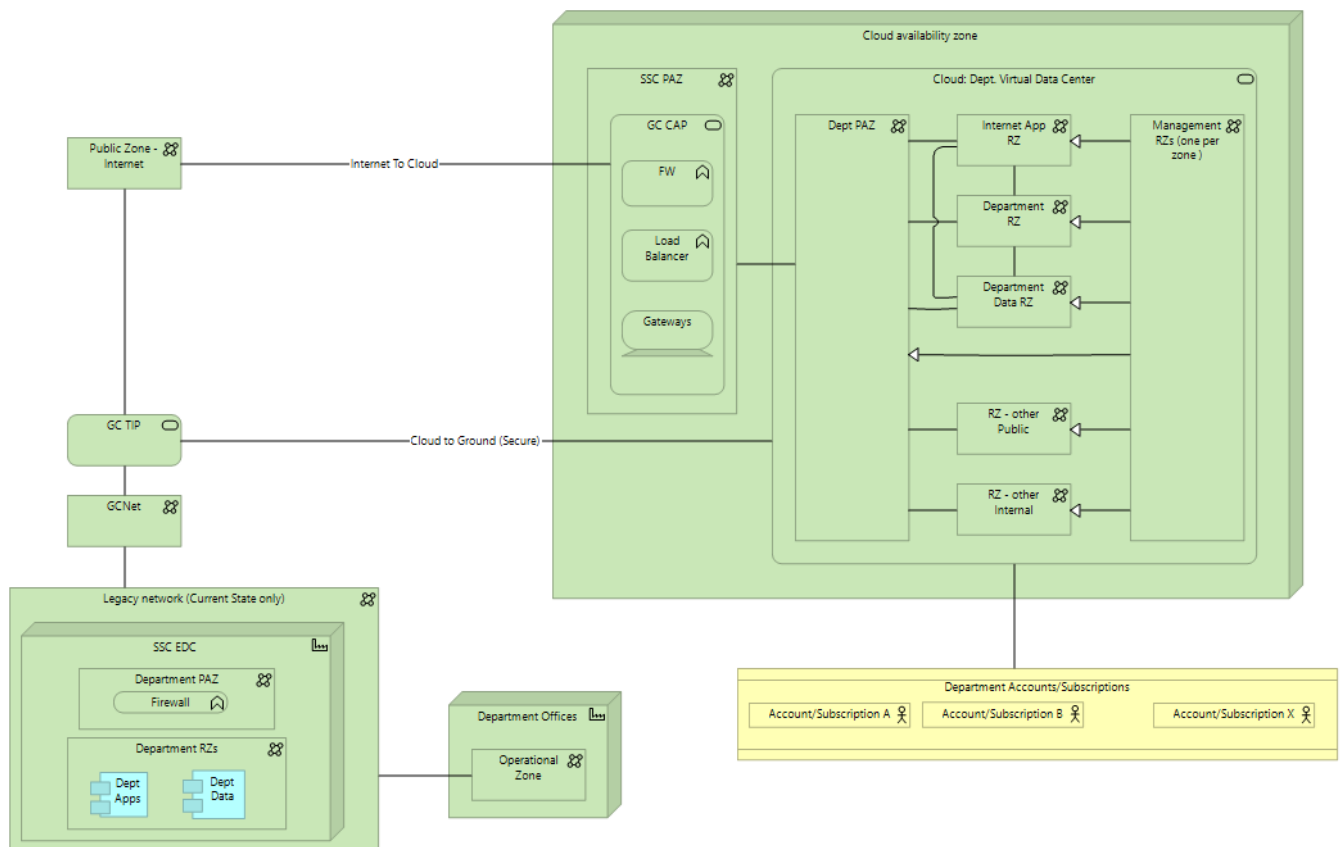 Cloud availability zone
SSC PAZ
Cloud: Dept. Virtual Data Center
GC CAP
Dept PAZ
Internet App
RZ
Management
RZs (one per
zone )
Public Zone -
Internet
Internet To Cloud
FW
Department
RZ
Load
Balancer
Department
Data RZ
Gateways
RZ - other
Public
GC TIP
Cloud to Ground (Secure)
GCNet
RZ - other
Internal
Legacy network (Current State only)
SSC EDC
Department PAZ
Firewall
Department RZs
Dept
Apps
Dept
Data
Department Offices
Operational
Zone
Department Accounts/Subscriptions
Account/Subscription A
Account/Subscription B
Account/Subscription X